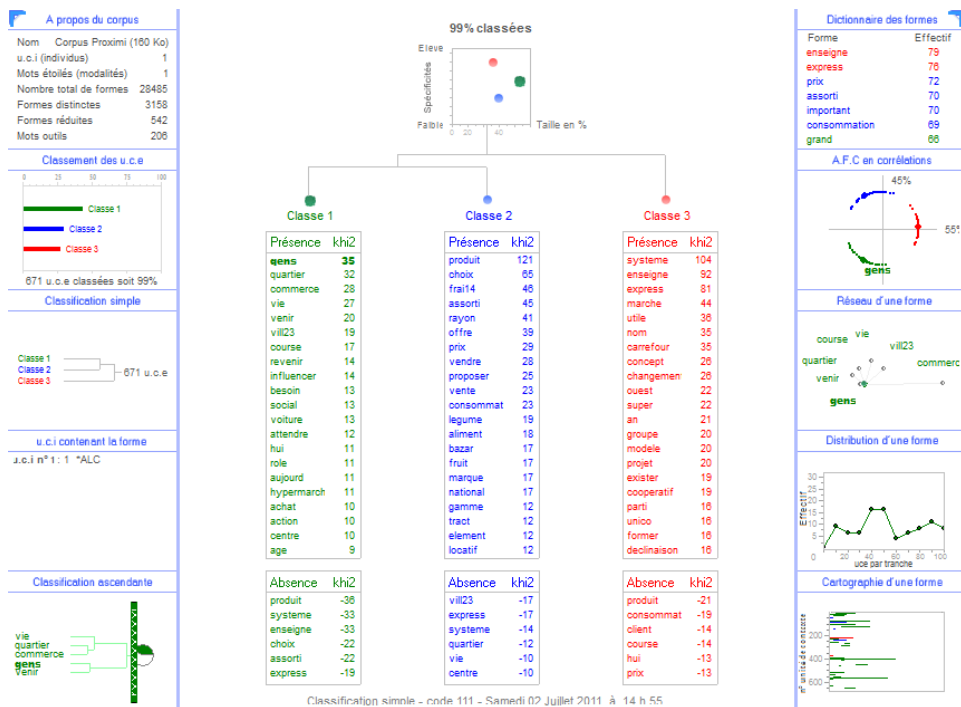 A propos du corpus
Nom Corpus Proximi (160 Ko)
u.c.i (individus) 1
Mots étoilés (modalités) 1
Nombre total de formes 28485
Formes distinctes 3158
Formes réduites 542
Mots outils 206
Classement des u.c.e
0 25 50 75 100
Classe 1
Classe 2
Classe 3
671 u.c.e classées soit 99%
Classification simple
Classe 1
Classe 2
Classe 3
671 u.c.e
u.c.i contenant la forme
u.c.i n° 1 : 1 *ALC
Classification ascendante
vie
quartier
commerce
gens
venir
99% classées
Elevé
Spécificités
Faible
0 20 40
Taille en %
Classe 1
Présence khi2
gens 35
quartier 32
commerce 28
vie 27
venir 20
vill23 19
course 17
revenir 14
influencer 14
besoin 13
social 13
voiture 13
attendre 12
hui 11
role 11
aujourd 11
hypermarch 11
achat 10
action 10
centre 10
age 9
Absence khi2
produit -36
systeme -33
enseigne -33
choix -22
assorti -22
express -19
Classe 2
Présence khi2
produit 121
choix 65
frai14 46
assorti 45
rayon 41
offre 39
prix 29
vendre 28
proposer 25
vente 23
consommat 23
legume 19
aliment 18
bazar 17
fruit 17
marque 17
national 17
gamme 12
tract 12
element 12
locatif 12
Absence khi2
vill23 -17
express -17
systeme -14
quartier -12
vie -10
centre -10
Classe 3
Présence khi2
systeme 104
enseigne 92
express 81
marche 44
utile 36
nom 35
carrefour 35
concept 26
changemen 26
ouest 22
super 22
an 21
groupe 20
modele 20
projet 20
exister 19
cooperatif 19
parti 16
unico 16
former 16
declinaison 16
Absence khi2
produit -21
consommat -19
client -14
course -14
hui -13
prix -13
Classification simple - code 111 - Samedi 02 Juillet 2011 à 14 h 55
Dictionnaire des formes
Forme Effectif
enseigne 79
express 76
prix 72
assorti 70
important 70
consommation 69
grand 66
A.F.C en corrélations
45%
55%
gens
Réseau d'une forme
course vie
vill23
quartier commerc
venir
gens
Distribution d'une forme
Effectif
30
25
20
15
10
5
20 40 60 80 100
uce par tranche
Cartographie d'une forme
n° unité de contexte
200
400
600